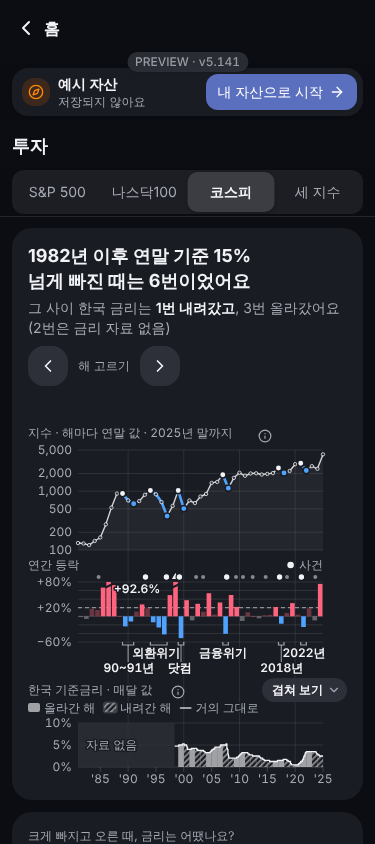 홈
PREVIEW · v5.141
예시 자산
저장되지 않아요
내 자산으로 시작
투자
S&P 500 나스닥100 코스피 세 지수
1982년 이후 연말 기준 15%
넘게 빠진 때는 6번이었어요
그 사이 한국 금리는 1번 내려갔고, 3번 올라갔어요
(2번은 금리 자료 없음)
해 고르기
지수 · 해마다 연말 값 · 2025년 말까지
5,000
2,000
1,000
500
200
100
연간 등락 사건
+80%
+92.6%
+20%
−60%
외환위기 금융위기 2022년
90~91년 닷컴 2018년
한국 기준금리 · 매달 값 겹쳐 보기
올라간 해 내려간 해 거의 그대로
10%
자료 없음
5%
0%
'85 '90 '95 '00 '05 '10 '15 '20 '25
크게 빠지고 오른 때, 금리는 어땠나요?